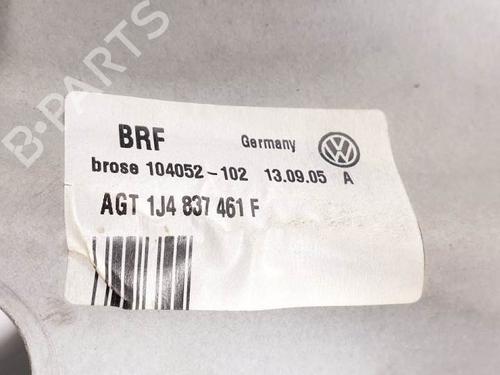 B-PARTS
BRF Germany
brose 104052-102 13.09.05 A
AGT 1J4 837 461 F